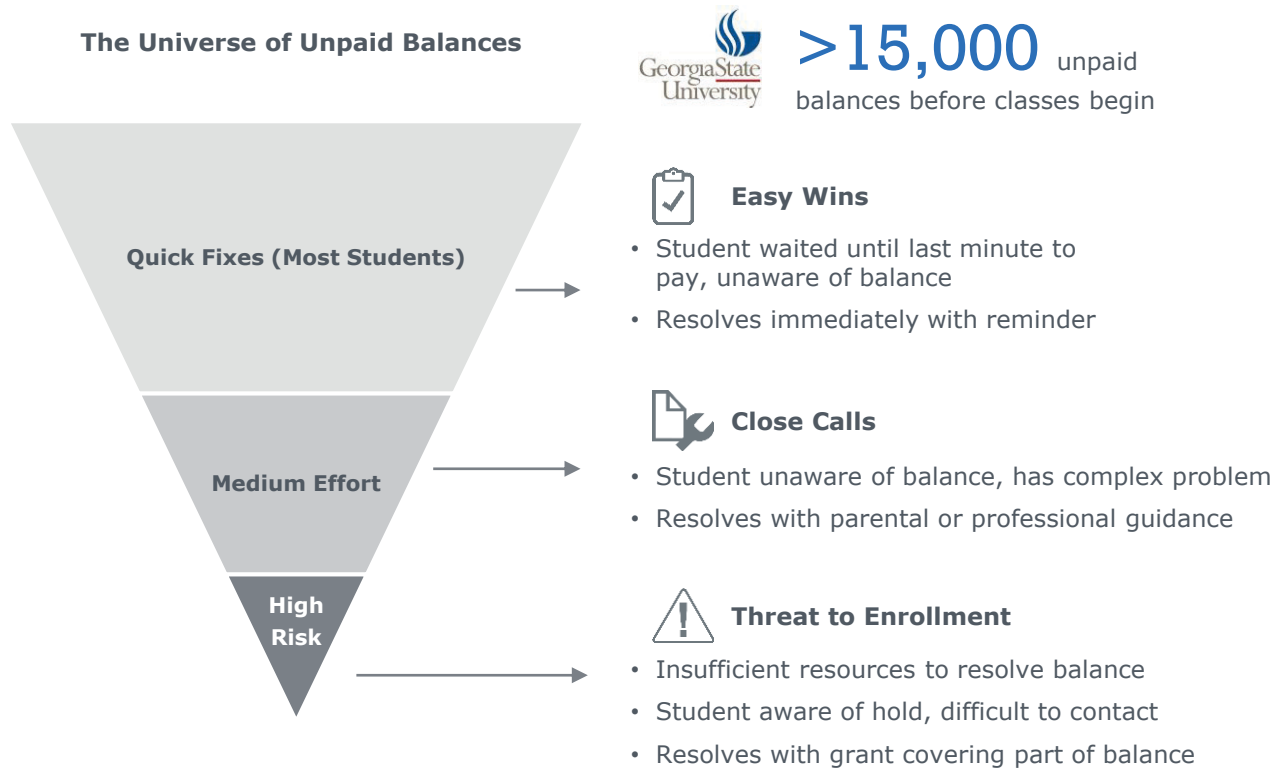 The Universe of Unpaid Balances
GeorgiaState
University
>15,000 unpaid
balances before classes begin
Quick Fixes (Most Students)
Easy Wins
• Student waited until last minute to
pay, unaware of balance
• Resolves immediately with reminder
Medium Effort
Close Calls
• Student unaware of balance, has complex problem
• Resolves with parental or professional guidance
High
Risk
Threat to Enrollment
• Insufficient resources to resolve balance
• Student aware of hold, difficult to contact
• Resolves with grant covering part of balance